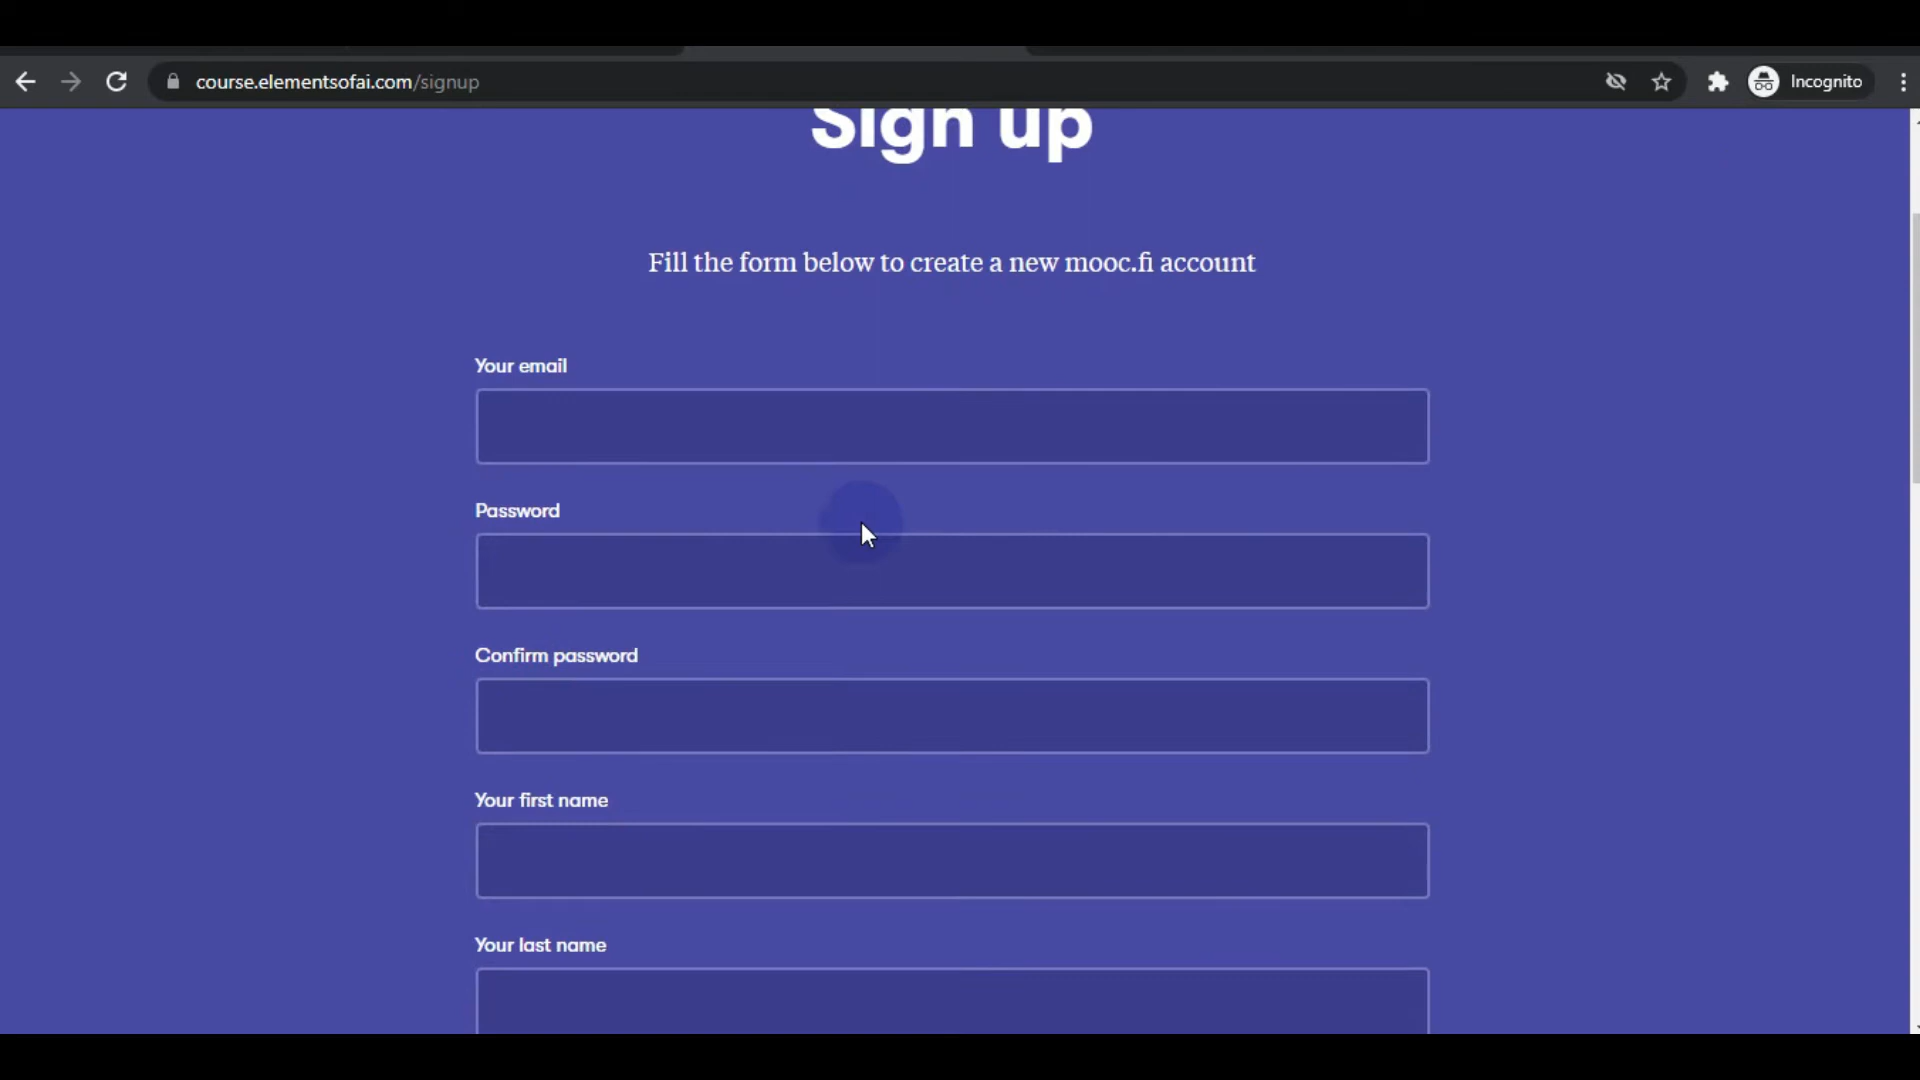 course.elementsofai.com/signup
Incognito
Sign up
Fill the form below to create a new mooc.fi account
Your email
Password
Confirm password
Your first name
Your last name